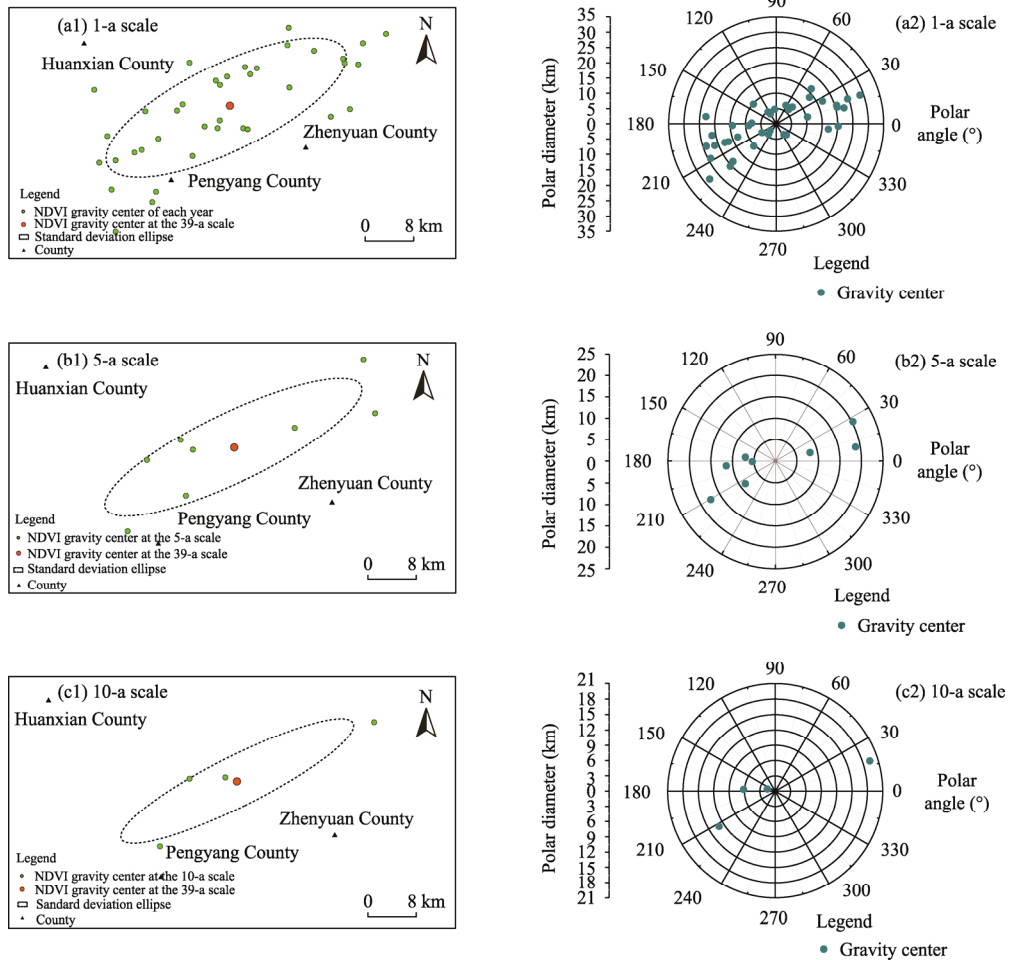 (a1) 1-a scale
N
Huanxian County
Zhenyuan County
Pengyang County
Legend
NDVI gravity center of each year
NDVI gravity center at the 39-a scale
Standard deviation ellipse
County
0 8 km
Polar diameter (km)
35
30
25
20
15
10
5
0
5
10
15
20
25
30
35
90
60
30
0
330
300
270
240
210
180
150
120
(a2) 1-a scale
Polar
angle (°)
Legend
Gravity center
(b1) 5-a scale
N
Huanxian County
Zhenyuan County
Pengyang County
Legend
NDVI gravity center at the 5-a scale
NDVI gravity center at the 39-a scale
Standard deviation ellipse
County
0 8 km
Polar diameter (km)
25
20
15
10
5
0
5
10
15
20
25
90
60
30
0
330
300
270
240
210
180
150
120
(b2) 5-a scale
Polar
angle (°)
Legend
Gravity center
(c1) 10-a scale
N
Huanxian County
Zhenyuan County
Pengyang County
Legend
NDVI gravity center at the 10-a scale
NDVI gravity center at the 39-a scale
Sandard deviation ellipse
County
0 8 km
Polar diameter (km)
21
18
15
12
9
6
3
0
3
6
9
12
15
18
21
90
60
30
0
330
300
270
240
210
180
150
120
(c2) 10-a scale
Polar
angle (°)
Legend
Gravity center